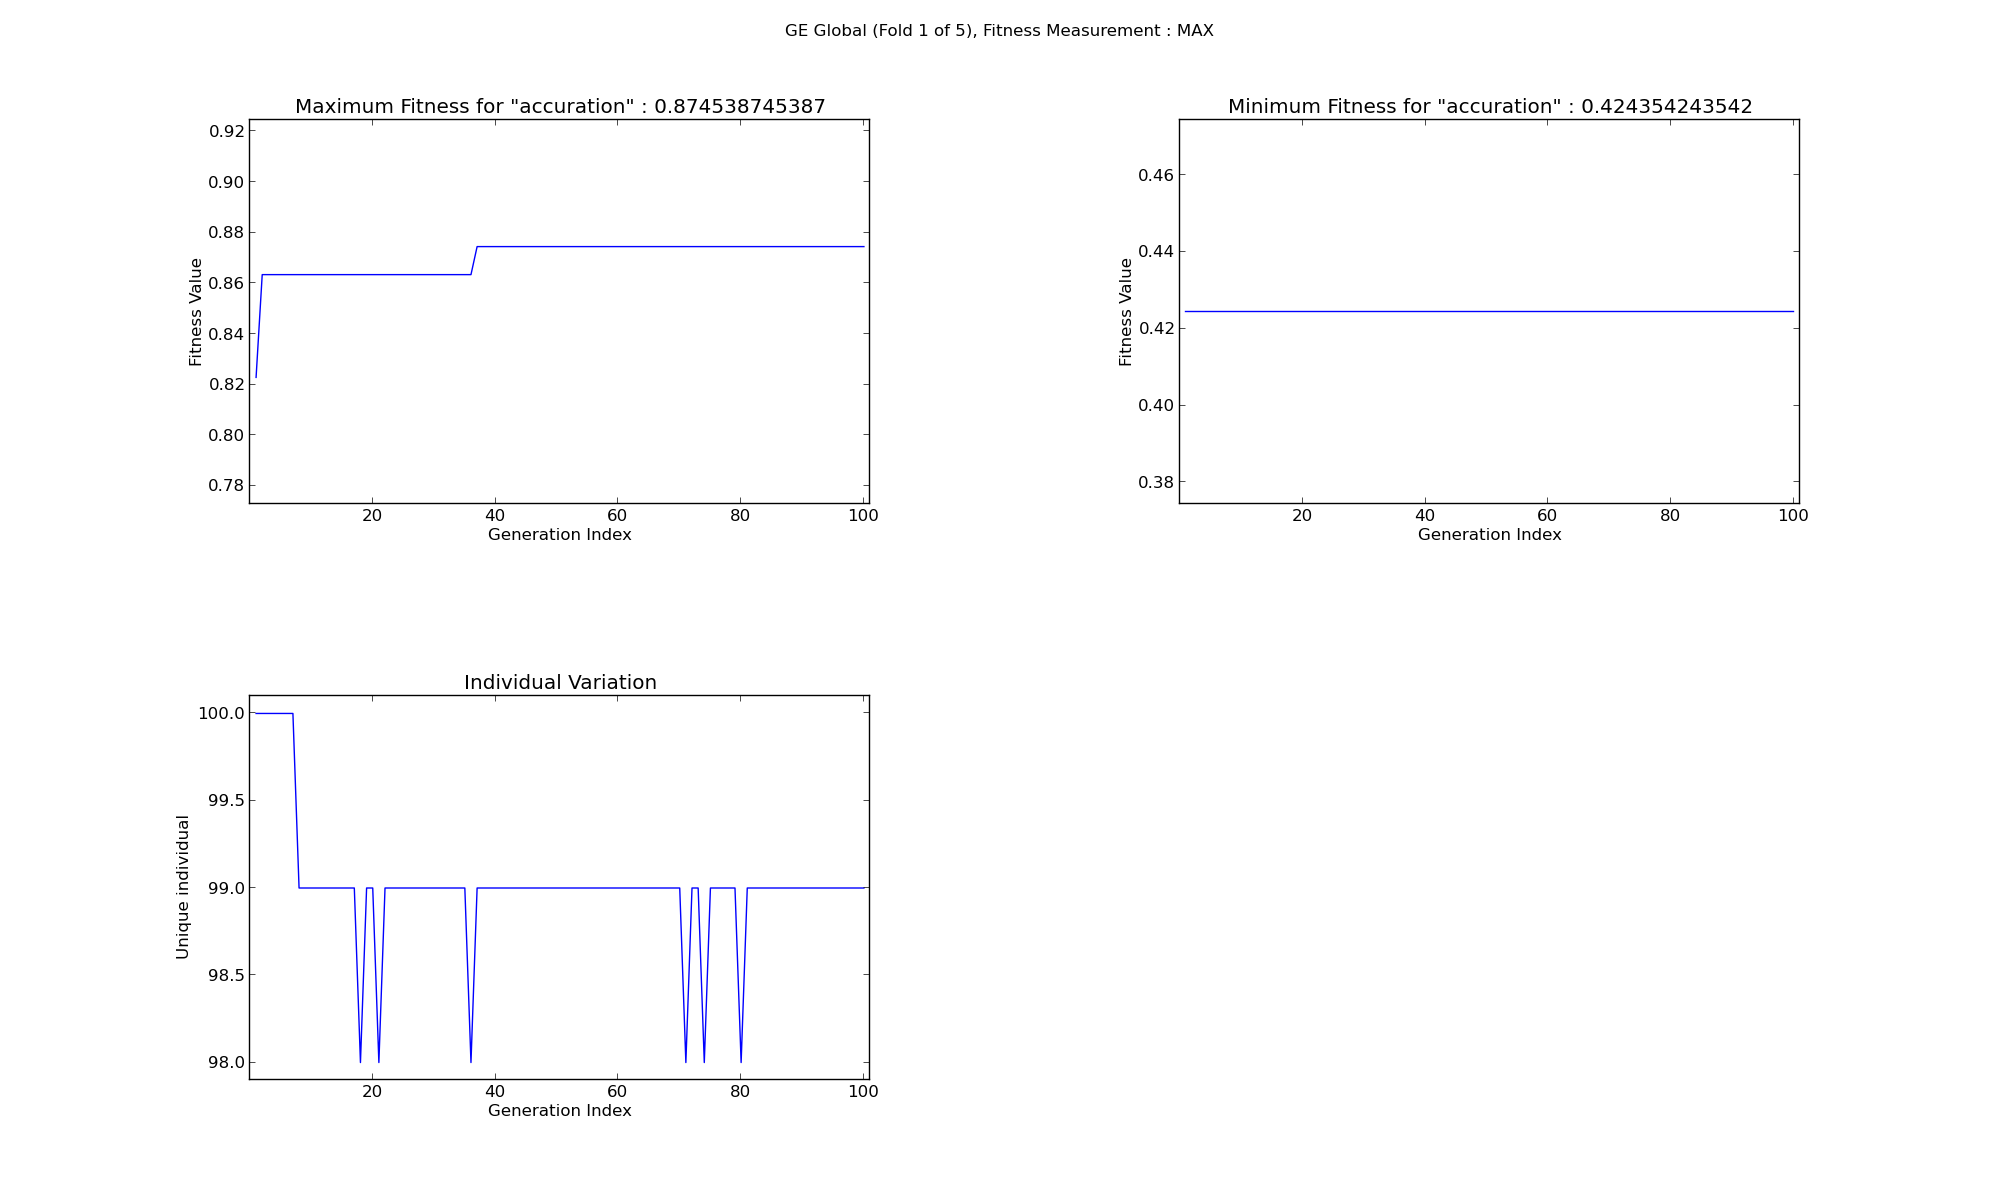 GE Global (Fold 1 of 5), Fitness Measurement : MAX
Maximum Fitness for "accuration" : 0.874538745387
0.92
0.90
0.88
0.86
0.84
0.82
0.80
0.78
Fitness Value
20 40 60 80 100
Generation Index
Minimum Fitness for "accuration" : 0.424354243542
0.46
0.44
0.42
0.40
0.38
Fitness Value
20 40 60 80 100
Generation Index
Individual Variation
100.0
99.5
99.0
98.5
98.0
Unique individual
20 40 60 80 100
Generation Index